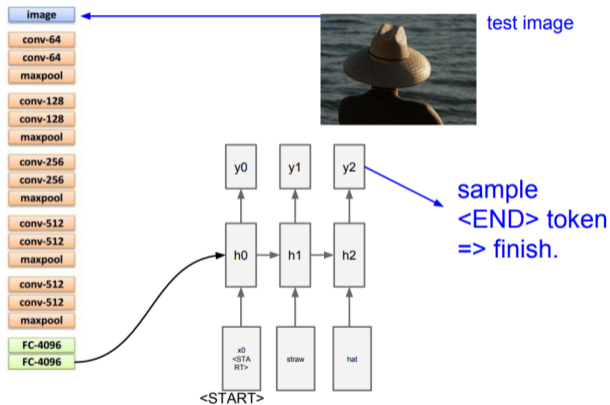 image
conv-64
conv-64
maxpool
conv-128
conv-128
maxpool
conv-256
conv-256
maxpool
conv-512
conv-512
maxpool
conv-512
conv-512
maxpool
FC-4096
FC-4096
test image
y0
y1
y2
sample
<END> token
=> finish.
h0
h1
h2
x0
<STA
RT>
straw
hat
<START>